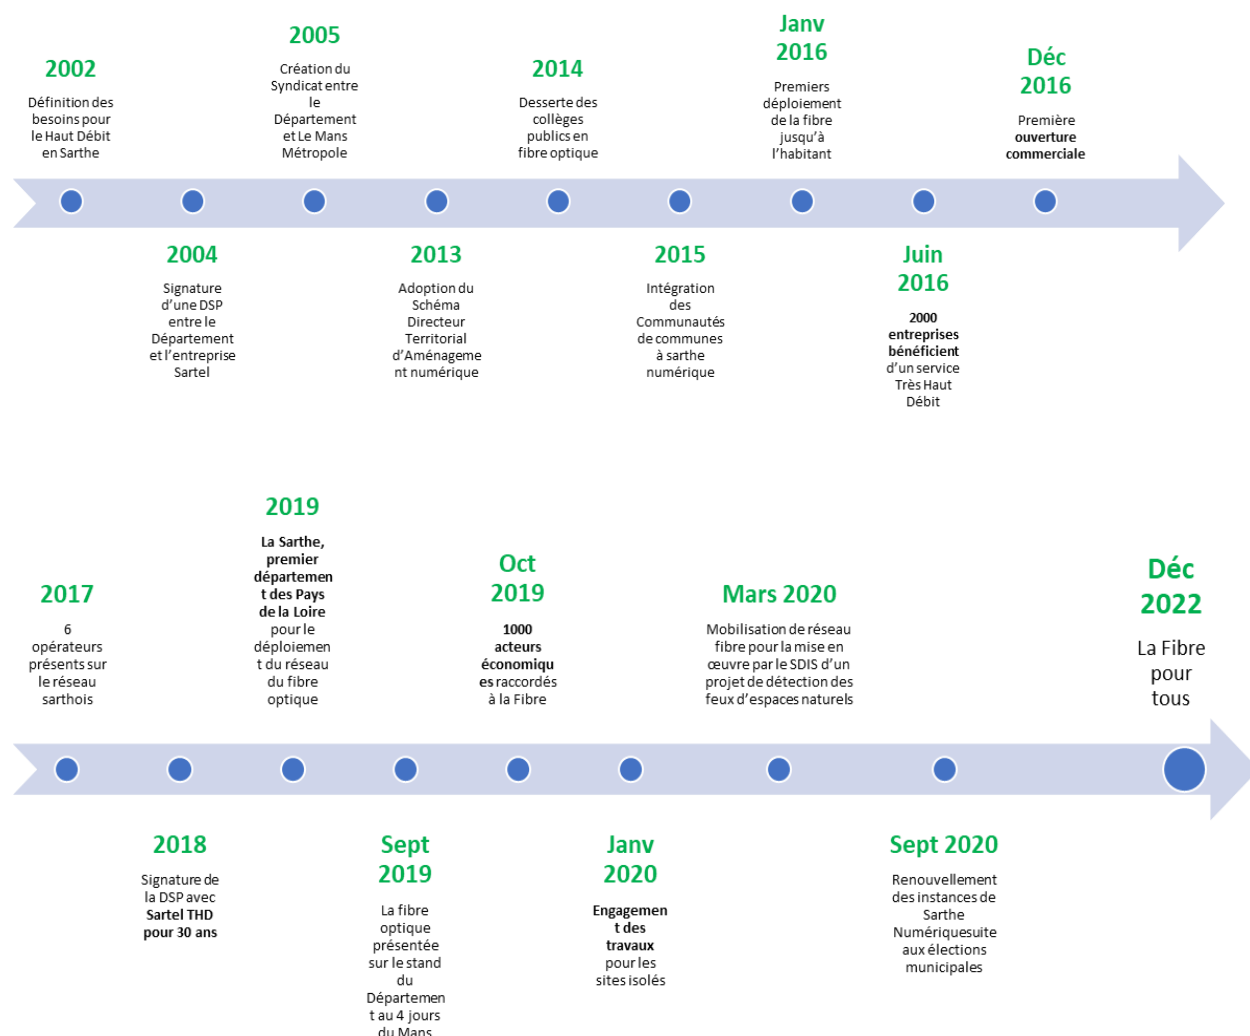 2002
Définition des
besoins pour
le Haut Débit
en Sarthe
2004
Signature
d’une DSP
entre le
Département
et l’entreprise
Sartel
2005
Création du
Syndicat entre
le
Département
et Le Mans
Métropole
2013
Adoption du
Schéma
Directeur
Territorial
d’Aménageme
nt numérique
2014
Desserte des
collèges
publics en
fibre optique
2015
Intégration
des
Communautés
de communes
à sarthe
numérique
Janv
2016
Premiers
déploiement
de la fibre
jusqu’à
l’habitant
Juin
2016
2000
entreprises
bénéficient
d’un service
Très Haut
Débit
Déc
2016
Première
ouverture
commerciale
2017
6
opérateurs
présents sur
le réseau
sarthois
2018
Signature de
la DSP avec
Sartel THD
pour 30 ans
2019
La Sarthe,
premier
départemen
t des Pays
de la Loire
pour le
déploiemen
t du réseau
du fibre
optique
Sept
2019
La fibre
optique
présentée
sur le stand
du
Départemen
t au 4 jours
du Mans
Oct
2019
1000
acteurs
économiqu
es raccordés
à la Fibre
Janv
2020
Engagemen
t des
travaux
pour les
sites isolés
Mars 2020
Mobilisation de réseau
fibre pour la mise en
œuvre par le SDIS d’un
projet de détection des
feux d’espaces naturels
Sept 2020
Renouvellement
des instances de
Sarthe
Numériquesuite
aux élections
municipales
Déc
2022
La Fibre
pour
tous